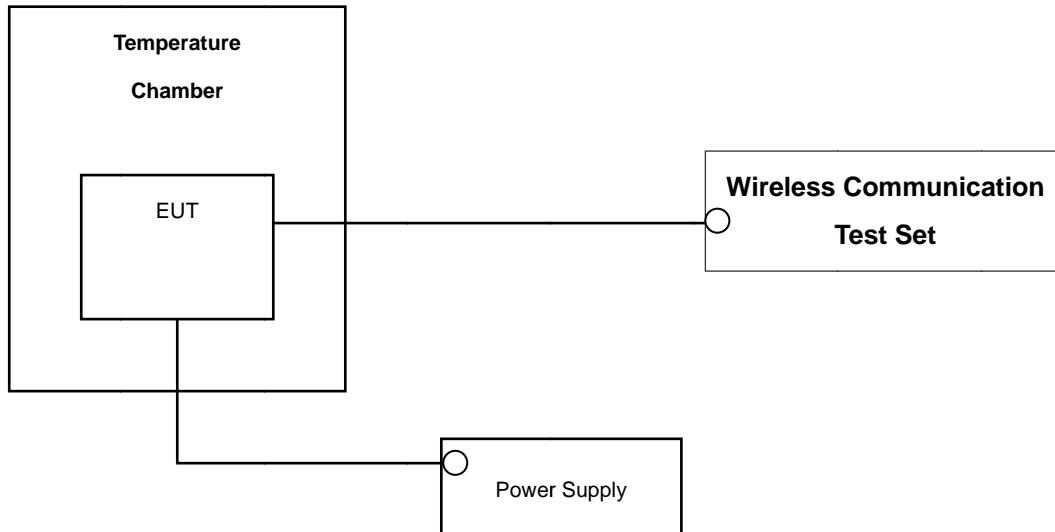 Temperature
Chamber
EUT
Wireless Communication
Test Set
Power Supply